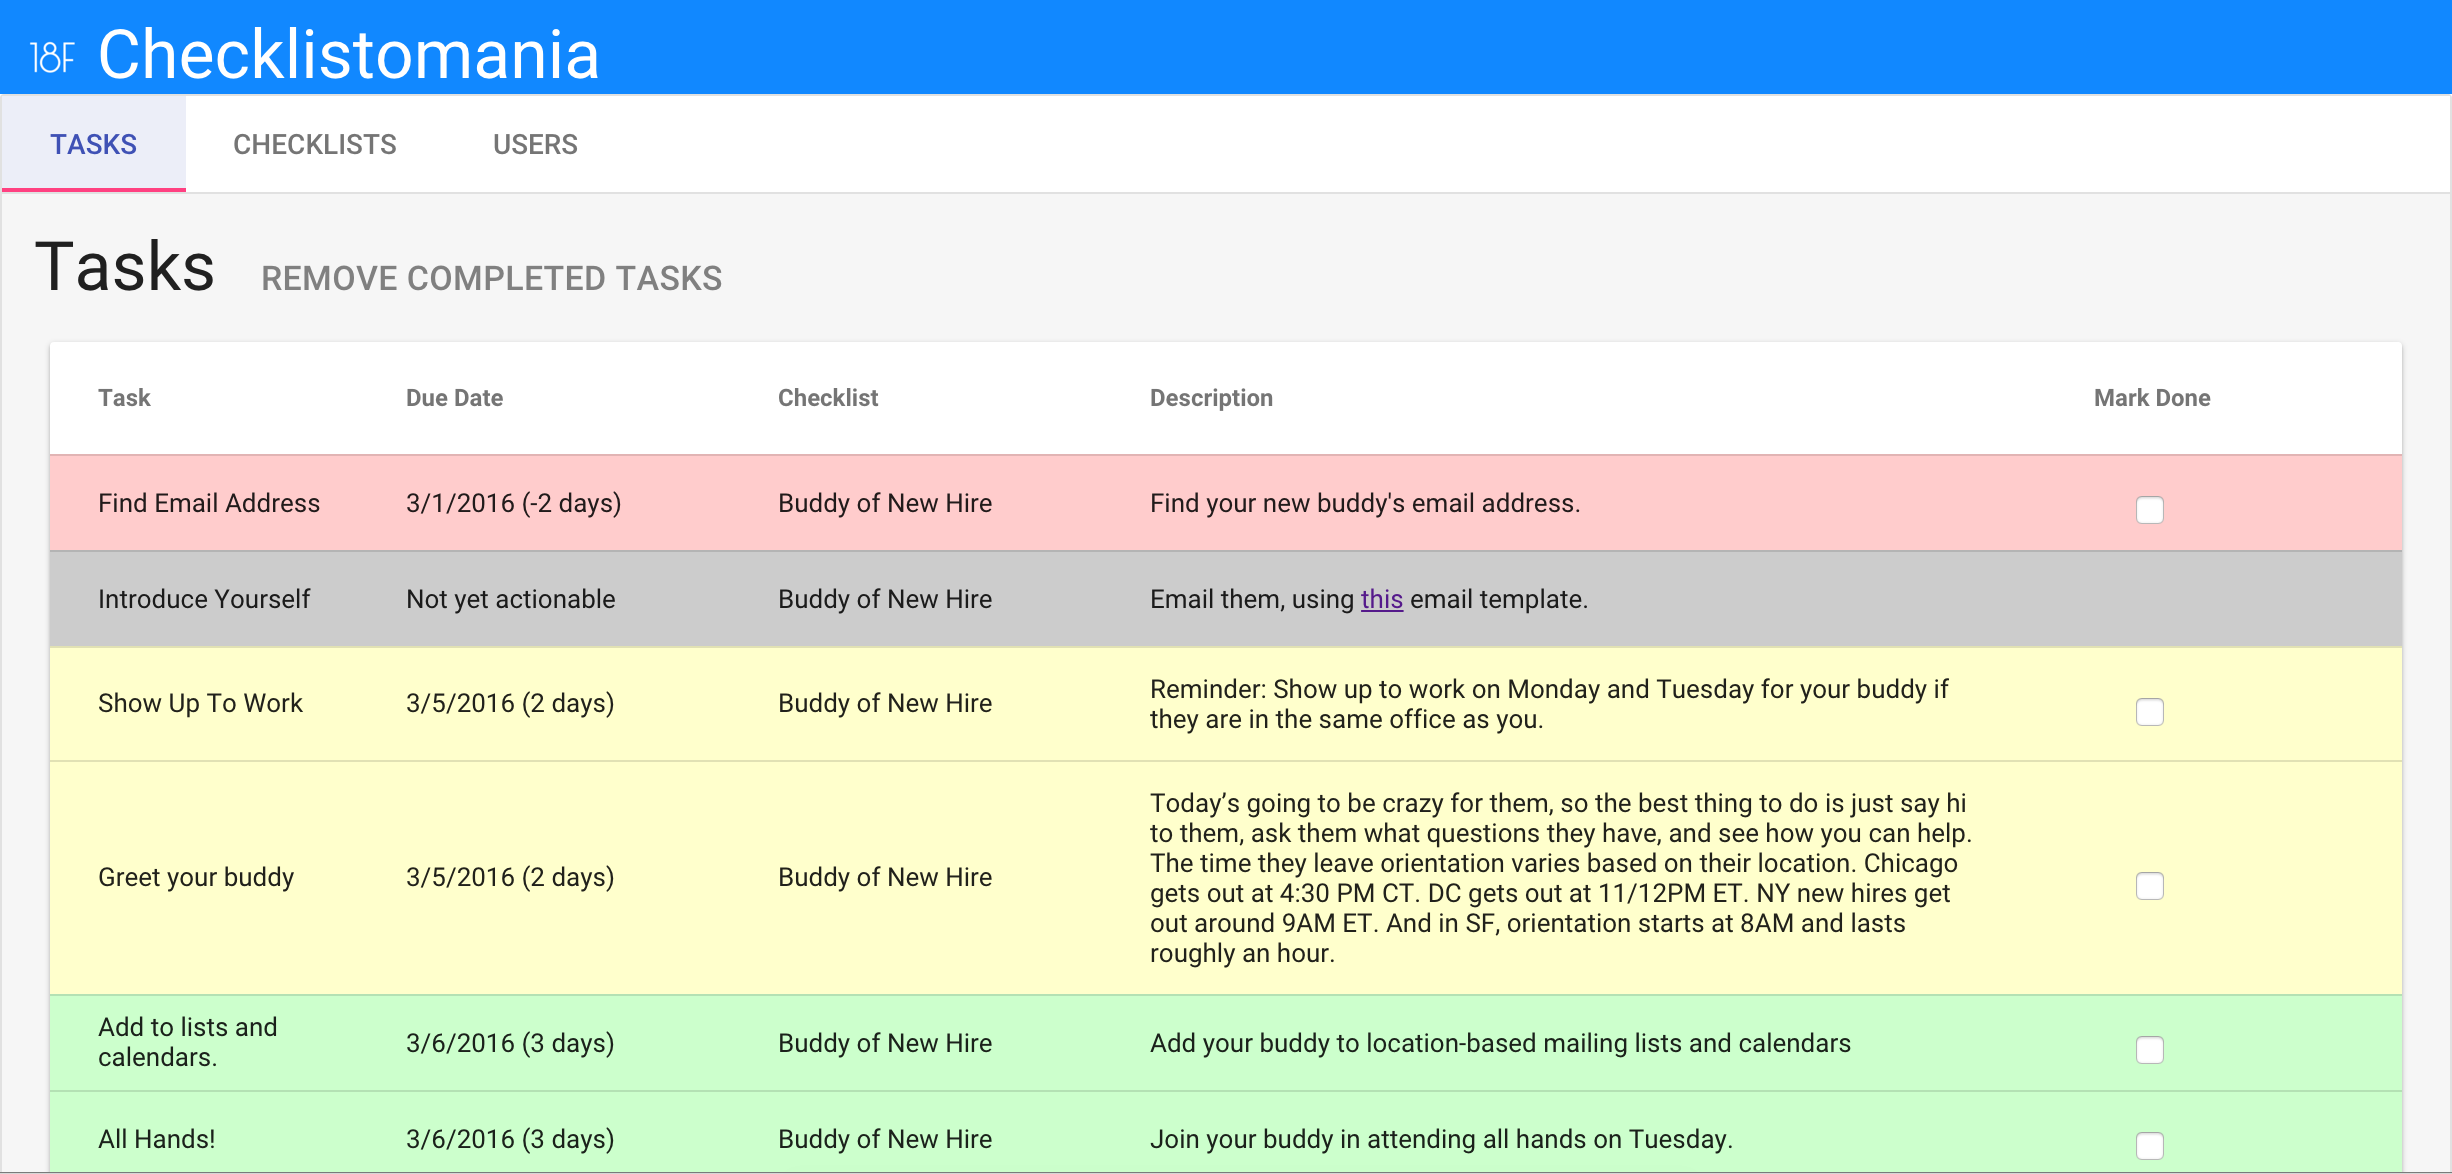 18F Checklistomania
TASKS CHECKLISTS USERS
Tasks REMOVE COMPLETED TASKS
Task Due Date Checklist Description Mark Done
Find Email Address 3/1/2016 (-2 days) Buddy of New Hire Find your new buddy's email address.
Introduce Yourself Not yet actionable Buddy of New Hire Email them, using this email template.
Show Up To Work 3/5/2016 (2 days) Buddy of New Hire Reminder: Show up to work on Monday and Tuesday for your buddy if
they are in the same office as you.
Greet your buddy 3/5/2016 (2 days) Buddy of New Hire Today’s going to be crazy for them, so the best thing to do is just say hi
to them, ask them what questions they have, and see how you can help.
The time they leave orientation varies based on their location. Chicago
gets out at 4:30 PM CT. DC gets out at 11/12PM ET. NY new hires get
out around 9AM ET. And in SF, orientation starts at 8AM and lasts
roughly an hour.
Add to lists and
calendars. 3/6/2016 (3 days) Buddy of New Hire Add your buddy to location-based mailing lists and calendars
All Hands! 3/6/2016 (3 days) Buddy of New Hire Join your buddy in attending all hands on Tuesday.